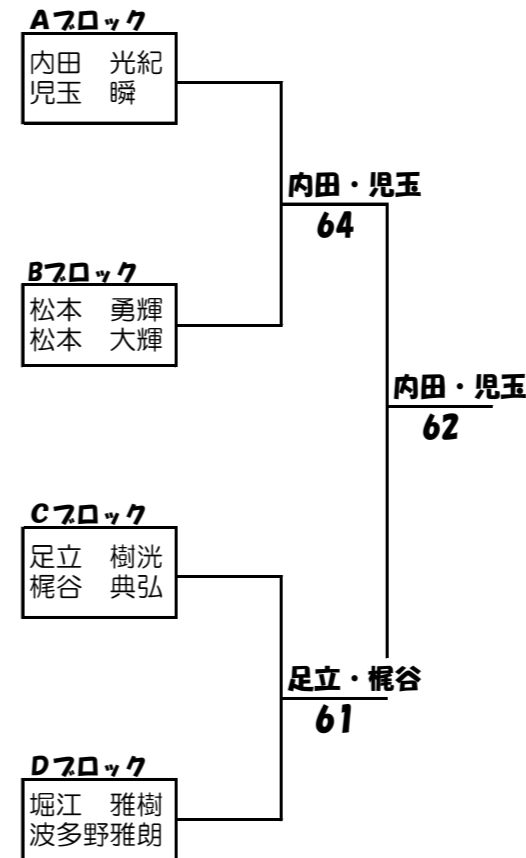 Aブロック
内田　光紀
児玉　瞬
内田・児玉
64
Bブロック
松本　勇輝
松本　大輝
内田・児玉
62
Cブロック
足立　樹洸
梶谷　典弘
足立・梶谷
61
Dブロック
堀江　雅樹
波多野雅朗